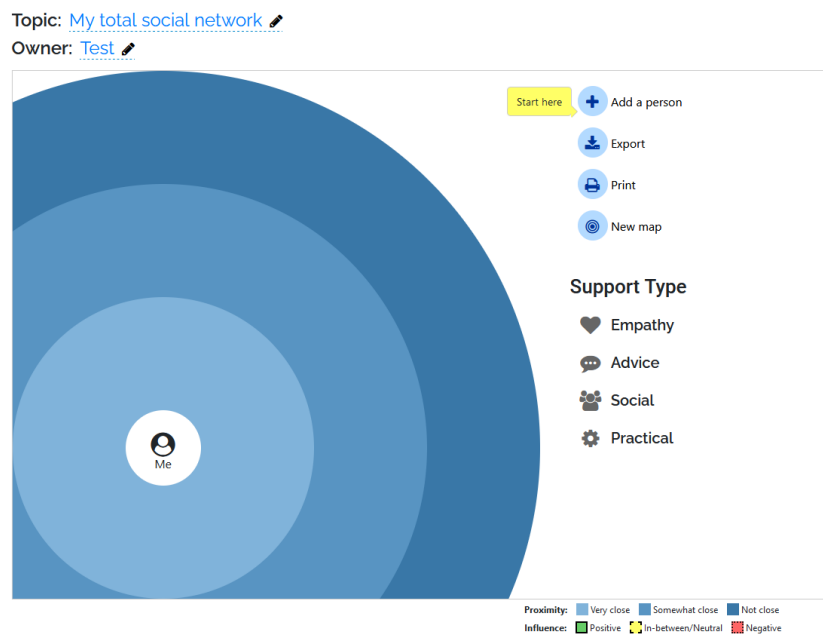 Topic: My total social network
Owner: Test
Start here
Add a person
Export
Print
New map
Support Type
Empathy
Advice
Social
Practical
Me
Proximity: Very close Somewhat close Not close
Influence: Positive In-between/Neutral Negative